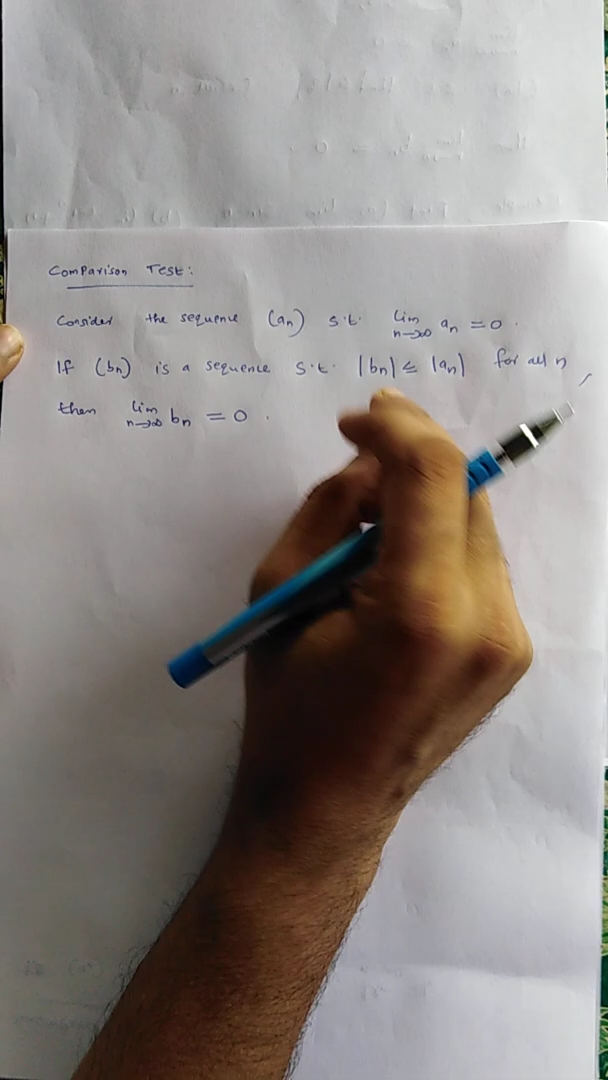 Comparison Test:
Consider the sequence (an) s.t. lim n→∞ an = 0.
If (bn) is a sequence s.t. |bn| ≤ |an| for all n,
then lim n→∞ bn = 0.